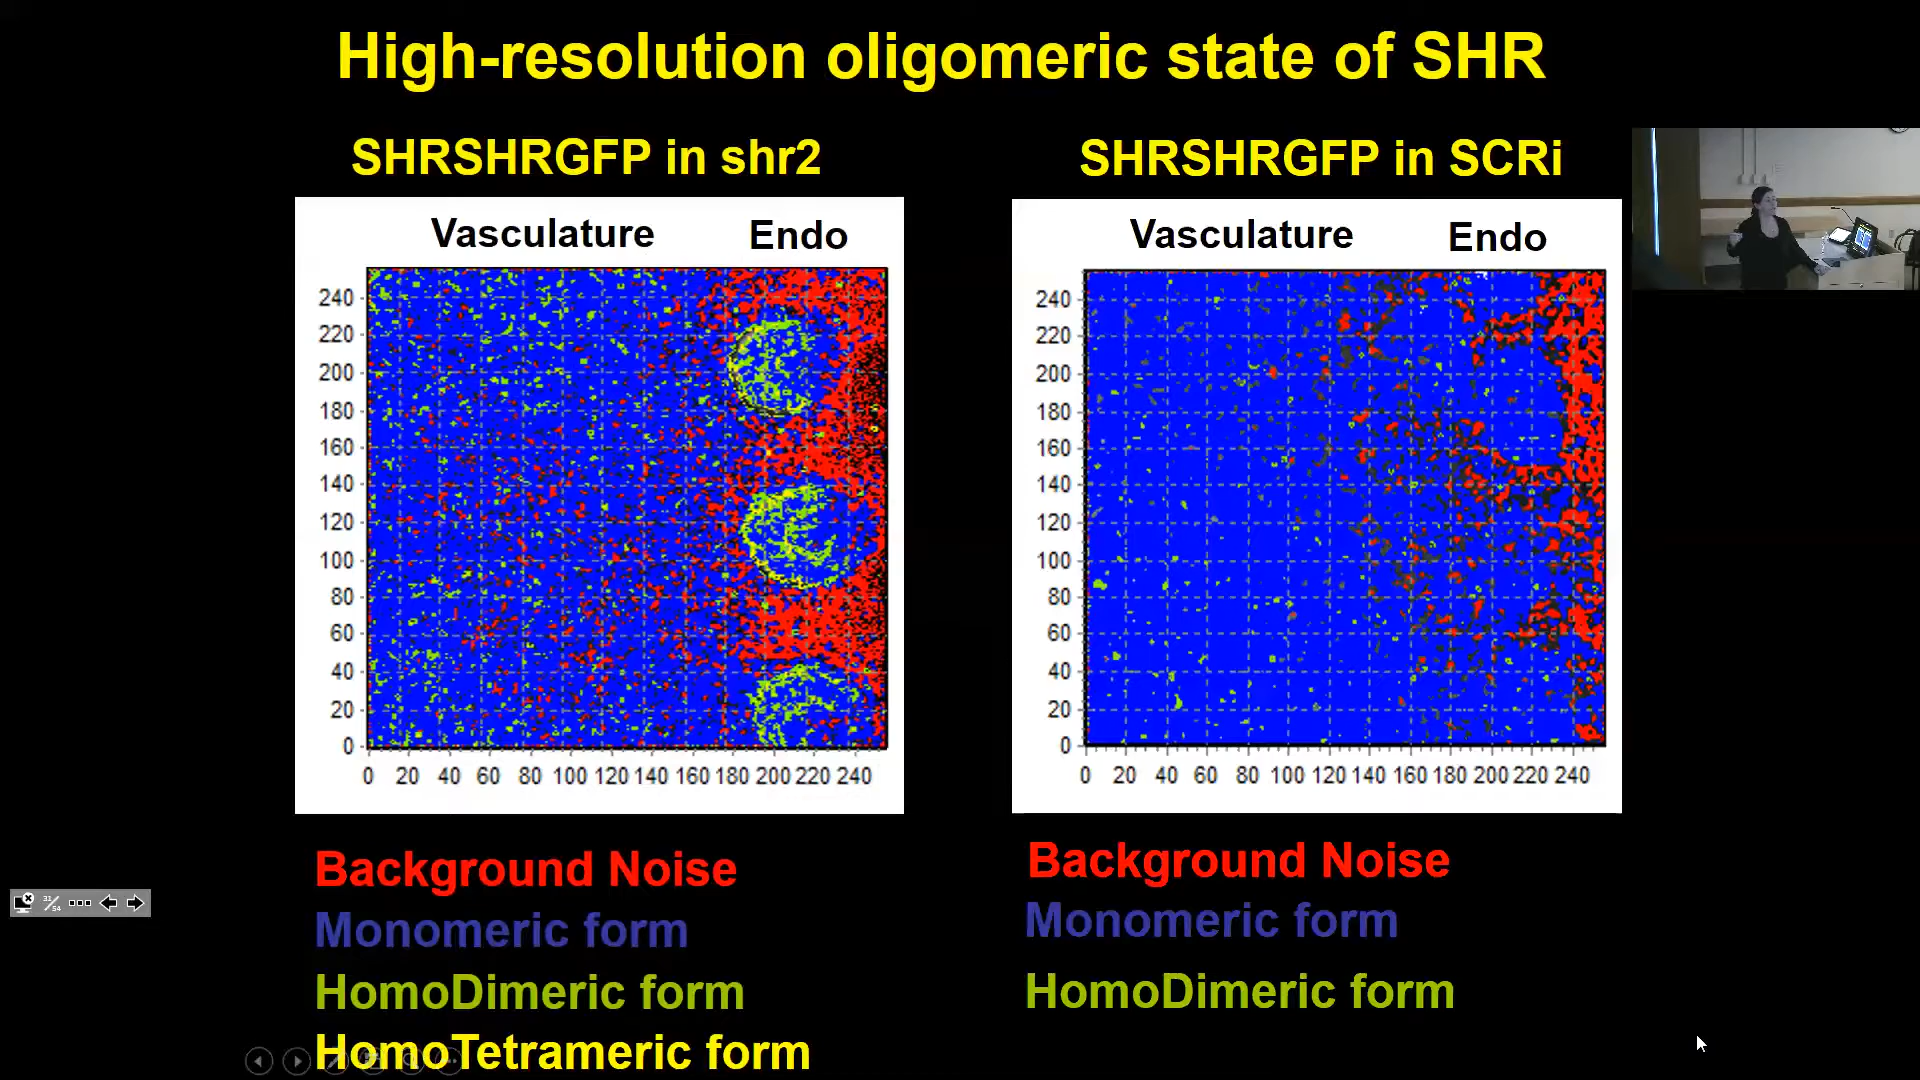 High-resolution oligomeric state of SHR
SHRSHRGFP in shr2
SHRSHRGFP in SCRi
Vasculature Endo
240
220
200
180
160
140
120
100
80
60
40
20
0
0 20 40 60 80 100 120 140 160 180 200 220 240
Vasculature Endo
240
220
200
180
160
140
120
100
80
60
40
20
0
0 20 40 60 80 100 120 140 160 180 200 220 240
Background Noise
Monomeric form
HomoDimeric form
HomoTetrameric form
Background Noise
Monomeric form
HomoDimeric form
31/54